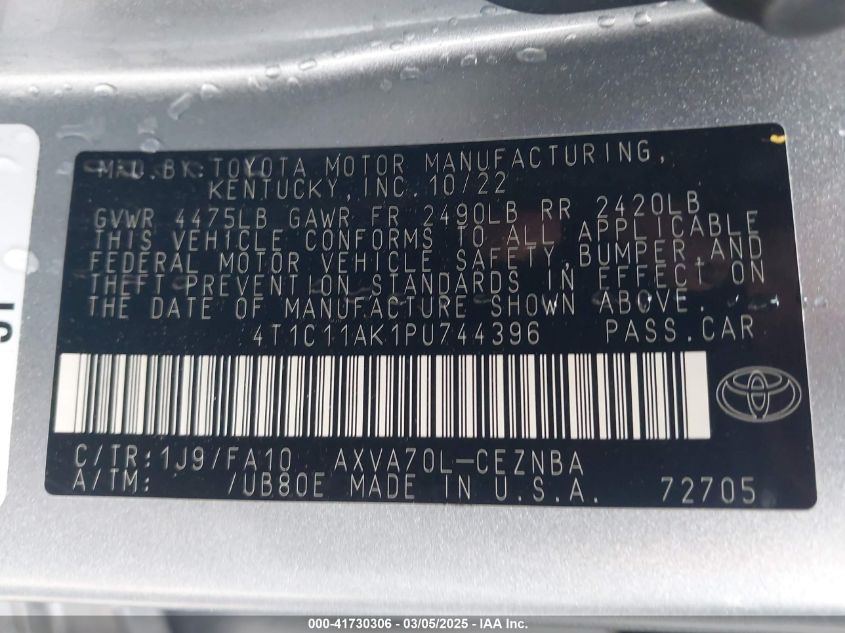 MFD.BY:TOYOTA MOTOR MANUFACTURING,
KENTUCKY,INC.10/22
GVWR 4475LB GAWR FR 2490LB RR 2420LB
THIS VEHICLE CONFORMS TO ALL APPLICABLE
FEDERAL MOTOR VEHICLE SAFETY,BUMPER,AND
THEFT PREVENTION STANDARDS IN EFFECT ON
THE DATE OF MANUFACTURE SHOWN ABOVE.
4T1C11AK1PU744396 PASS.CAR
C/TR:1J9/FA10 AXVA70L-CEZNBA
A/TM: /UB80E MADE IN U.S.A. 72705
000-41730306 - 03/05/2025 - IAA Inc.